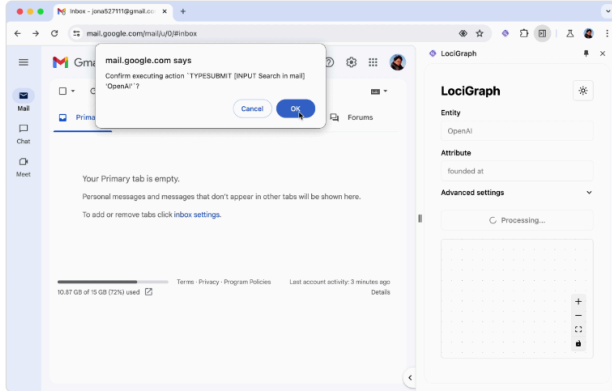 Inbox - jona527111@gmail.co
mail.google.com/mail/u/0/#inbox
mail.google.com says
Confirm executing action `TYPESUBMIT [INPUT Search in mail]
'OpenAI'`?
Cancel
OK
Mail
Chat
Meet
Forums
Your Primary tab is empty.
Personal messages and messages that don't appear in other tabs will be shown here.
To add or remove tabs click inbox settings.
10.87 GB of 15 GB (72%) used
Terms · Privacy · Program Policies
Last account activity: 3 minutes ago
Details
LociGraph
LociGraph
Entity
OpenAI
Attribute
founded at
Advanced settings
Processing...